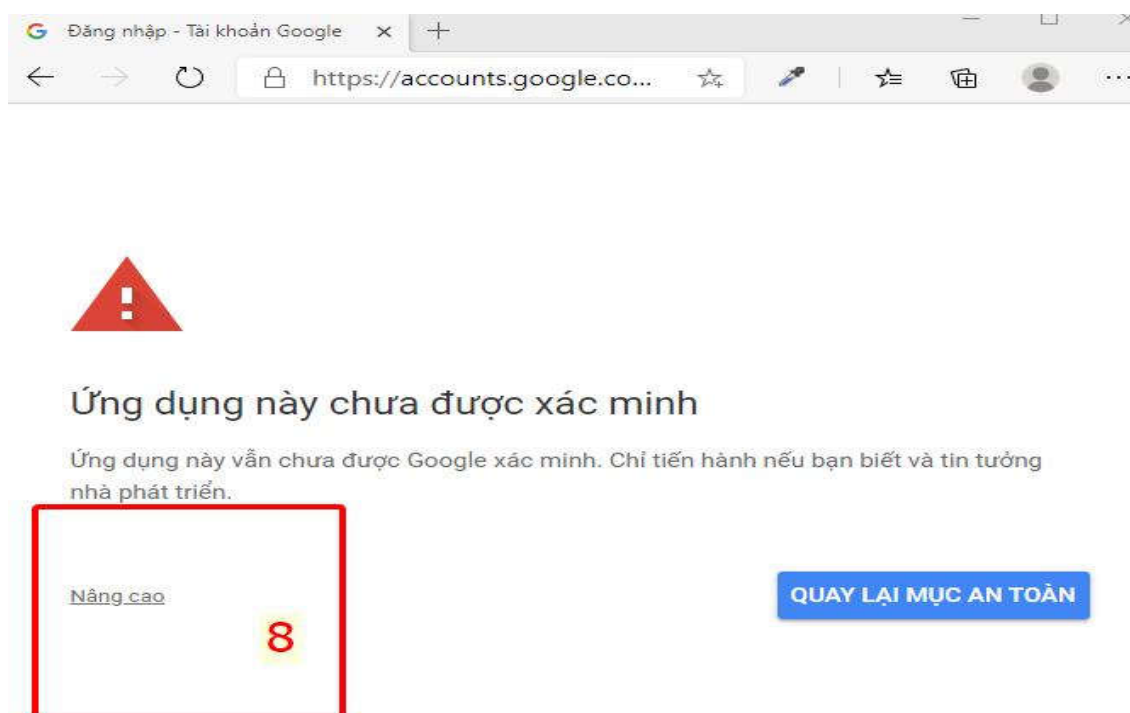 Đăng nhập - Tài khoản Google
https://accounts.google.co...
Ứng dụng này chưa được xác minh
Ứng dụng này vẫn chưa được Google xác minh. Chỉ tiến hành nếu bạn biết và tin tưởng
nhà phát triển.
Nâng cao
QUAY LẠI MỤC AN TOÀN
8